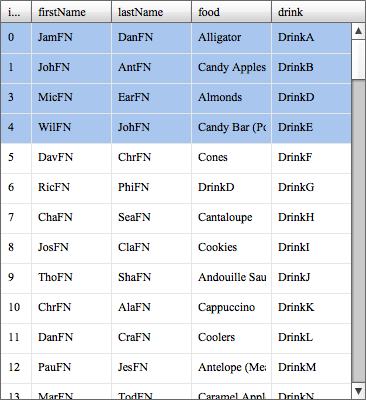 i... firstName lastName food drink
0 JamFN DanFN Alligator DrinkA
1 JohFN AntFN Candy Apples DrinkB
3 MicFN EarFN Almonds DrinkD
4 WilFN JohFN Candy Bar (Po DrinkE
5 DavFN ChrFN Cones DrinkF
6 RicFN PhiFN DrinkD DrinkG
7 ChaFN SeaFN Cantaloupe DrinkH
8 JosFN ClaFN Cookies DrinkI
9 ThoFN ShaFN Andouille Sau DrinkJ
10 ChrFN AlaFN Cappuccino DrinkK
11 DanFN CraFN Coolers DrinkL
12 PauFN JesFN Antelope (Mea DrinkM
13 MarFN TodFN Caramel Appl DrinkN